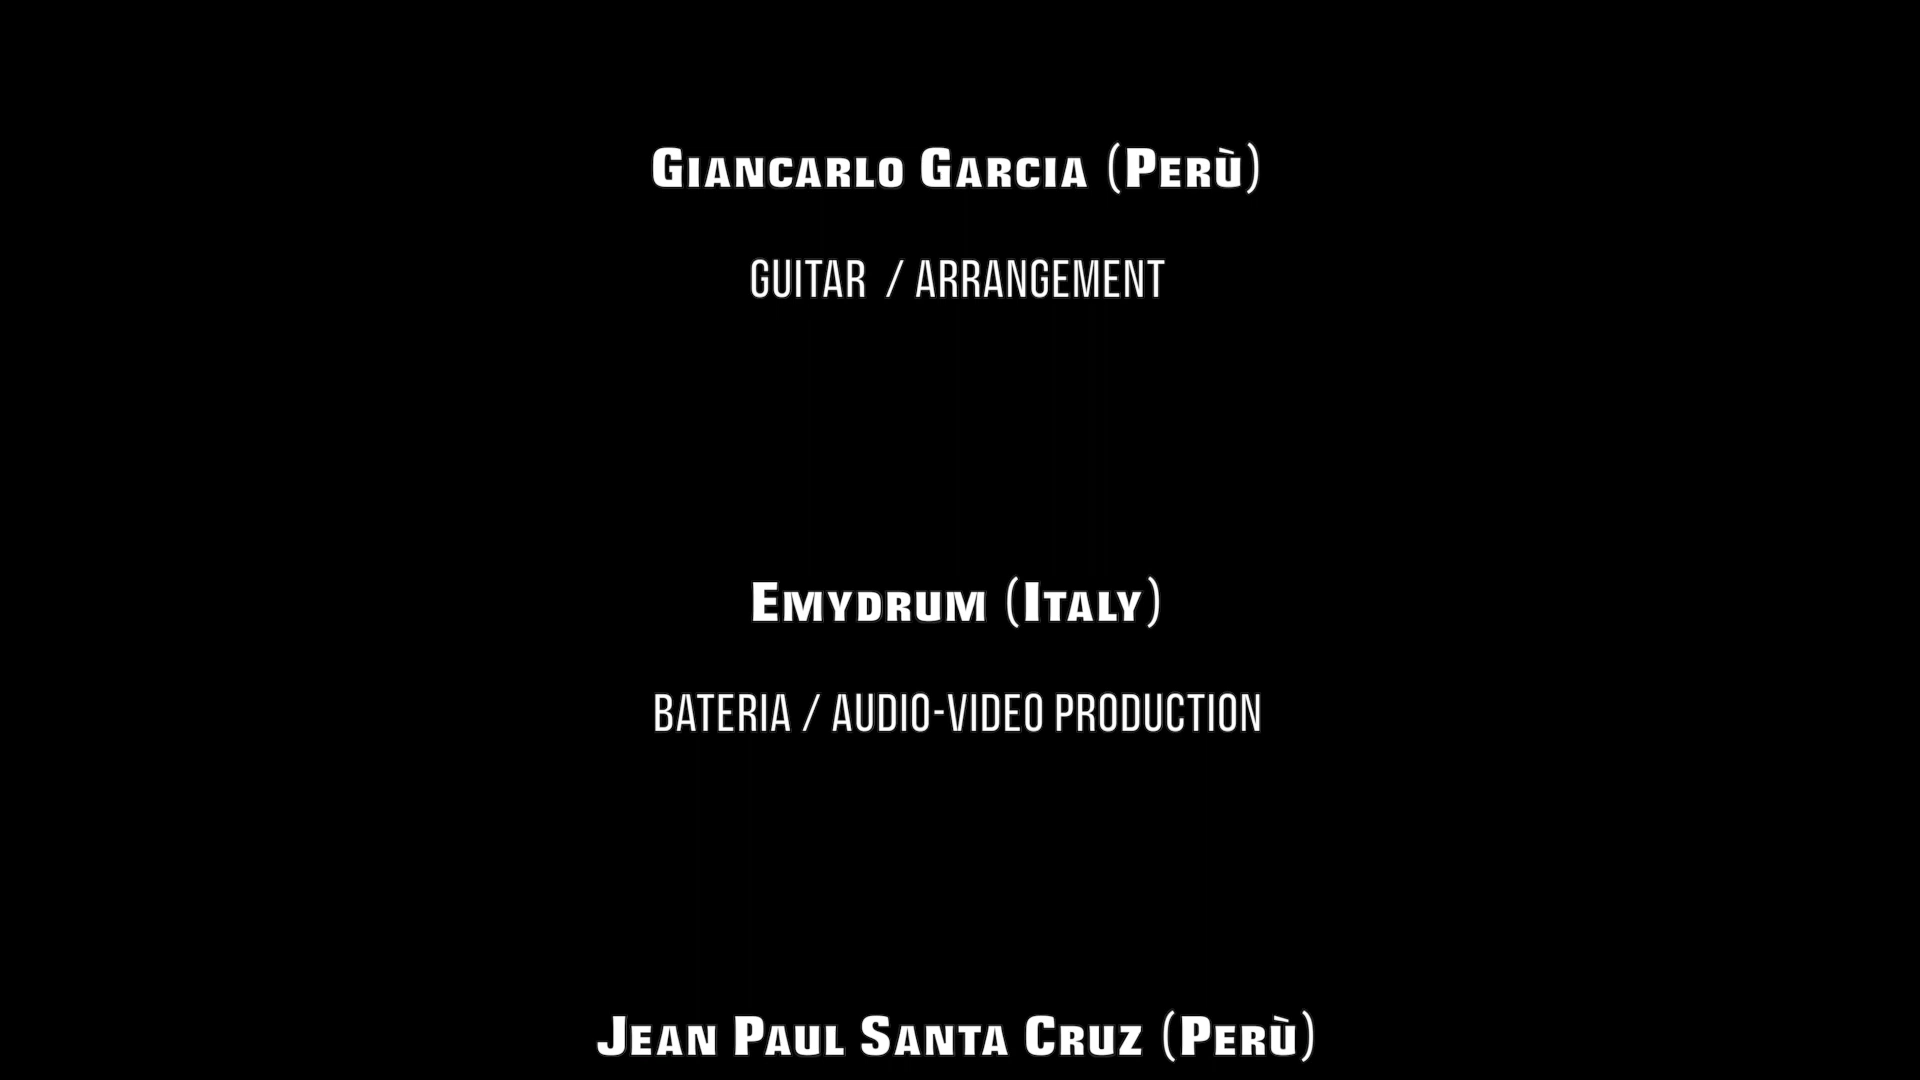 Giancarlo Garcia (Perù)
GUITAR / ARRANGEMENT
Emydrum (Italy)
BATERIA / AUDIO-VIDEO PRODUCTION
Jean Paul Santa Cruz (Perù)